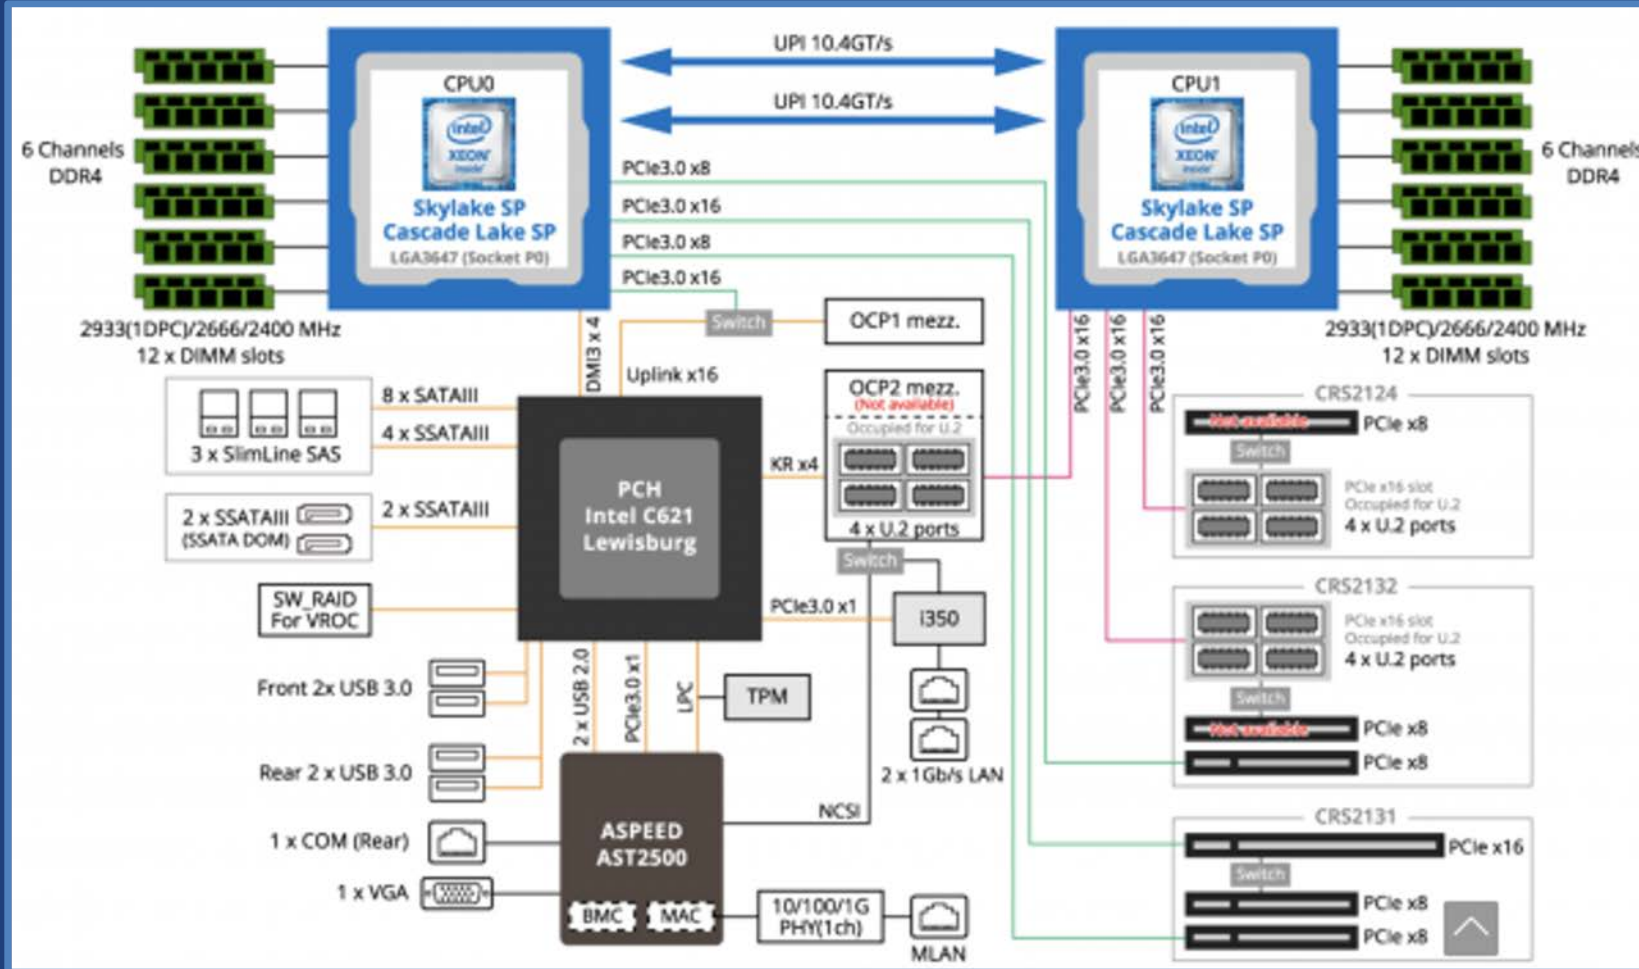 UPI 10.4GT/s
UPI 10.4GT/s
CPU0
intel
XEON
inside
Skylake SP
Cascade Lake SP
LGA3647 (Socket P0)
CPU1
intel
XEON
inside
Skylake SP
Cascade Lake SP
LGA3647 (Socket P0)
6 Channels
DDR4
6 Channels
DDR4
2933(1DPC)/2666/2400 MHz
12 x DIMM slots
2933(1DPC)/2666/2400 MHz
12 x DIMM slots
PCIe3.0 x8
PCIe3.0 x16
PCIe3.0 x8
PCIe3.0 x16
Switch
OCP1 mezz.
DMI3 x 4
Uplink x16
PCIe3.0 x16
PCIe3.0 x16
PCIe3.0 x16
8 x SATAIII
4 x SSATAIII
3 x SlimLine SAS
2 x SSATAIII
2 x SSATAIII
(SSATA DOM)
SW_RAID
For VROC
PCH
Intel C621
Lewisburg
KR x4
OCP2 mezz.
(Not available)
Occupied for U.2
4 x U.2 ports
Switch
PCIe3.0 x1
i350
2 x 1Gb/s LAN
Front 2x USB 3.0
Rear 2 x USB 3.0
2 x USB 2.0
PCIe3.0 x1
LPC
TPM
NCSI
1 x COM (Rear)
1 x VGA
ASPEED
AST2500
BMC
MAC
10/100/1G
PHY(1ch)
MLAN
CRS2124
Not available
PCIe x8
Switch
PCIe x16 slot
Occupied for U.2
4 x U.2 ports
CRS2132
PCIe x16 slot
Occupied for U.2
4 x U.2 ports
Switch
Not available
PCIe x8
PCIe x8
CRS2131
PCIe x16
Switch
PCIe x8
PCIe x8